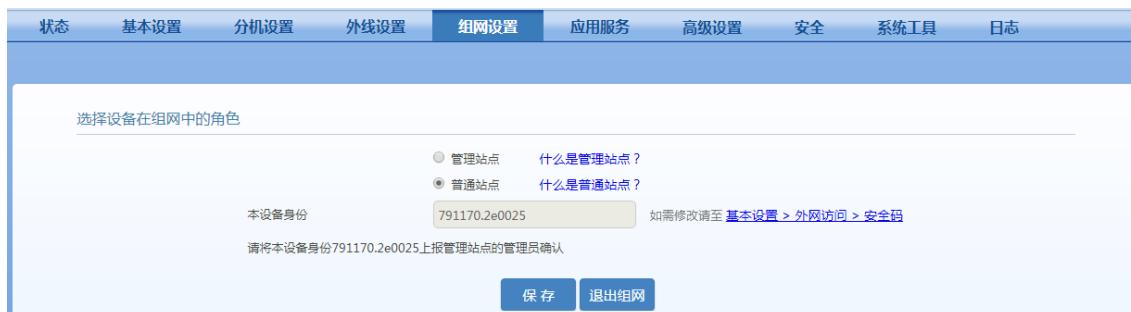 状态 基本设置 分机设置 外线设置 组网设置 应用服务 高级设置 安全 系统工具 日志
选择设备在组网中的角色
管理站点 什么是管理站点？
普通站点 什么是普通站点？
本设备身份 791170.2e0025 如需修改请至 基本设置 > 外网访问 > 安全码
请将本设备身份791170.2e0025上报管理站点的管理员确认
保 存 退出组网